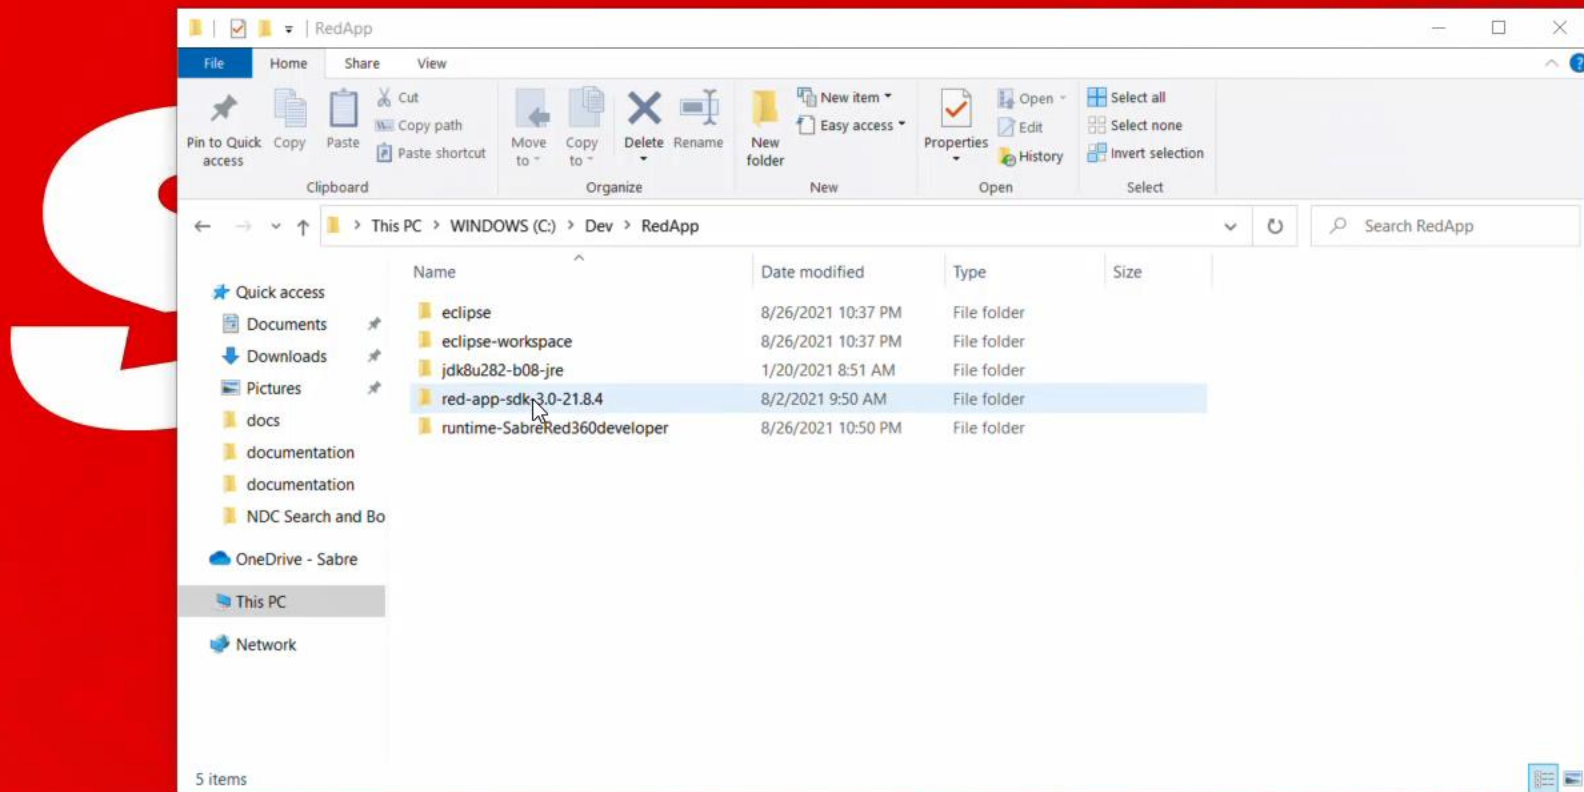 RedApp
File Home Share View
Pin to Quick access
Copy
Paste
Cut
Copy path
Paste shortcut
Clipboard
Move to
Copy to
Delete
Rename
Organize
New folder
New item
Easy access
New
Properties
Open
Edit
History
Open
Select all
Select none
Invert selection
Select
This PC > WINDOWS (C:) > Dev > RedApp
Search RedApp
Quick access
Documents
Downloads
Pictures
docs
documentation
documentation
NDC Search and Bo
OneDrive - Sabre
This PC
Network
Name Date modified Type Size
eclipse 8/26/2021 10:37 PM File folder
eclipse-workspace 8/26/2021 10:37 PM File folder
jdk8u282-b08-jre 1/20/2021 8:51 AM File folder
red-app-sdk-3.0-21.8.4 8/2/2021 9:50 AM File folder
runtime-SabreRed360developer 8/26/2021 10:50 PM File folder
5 items